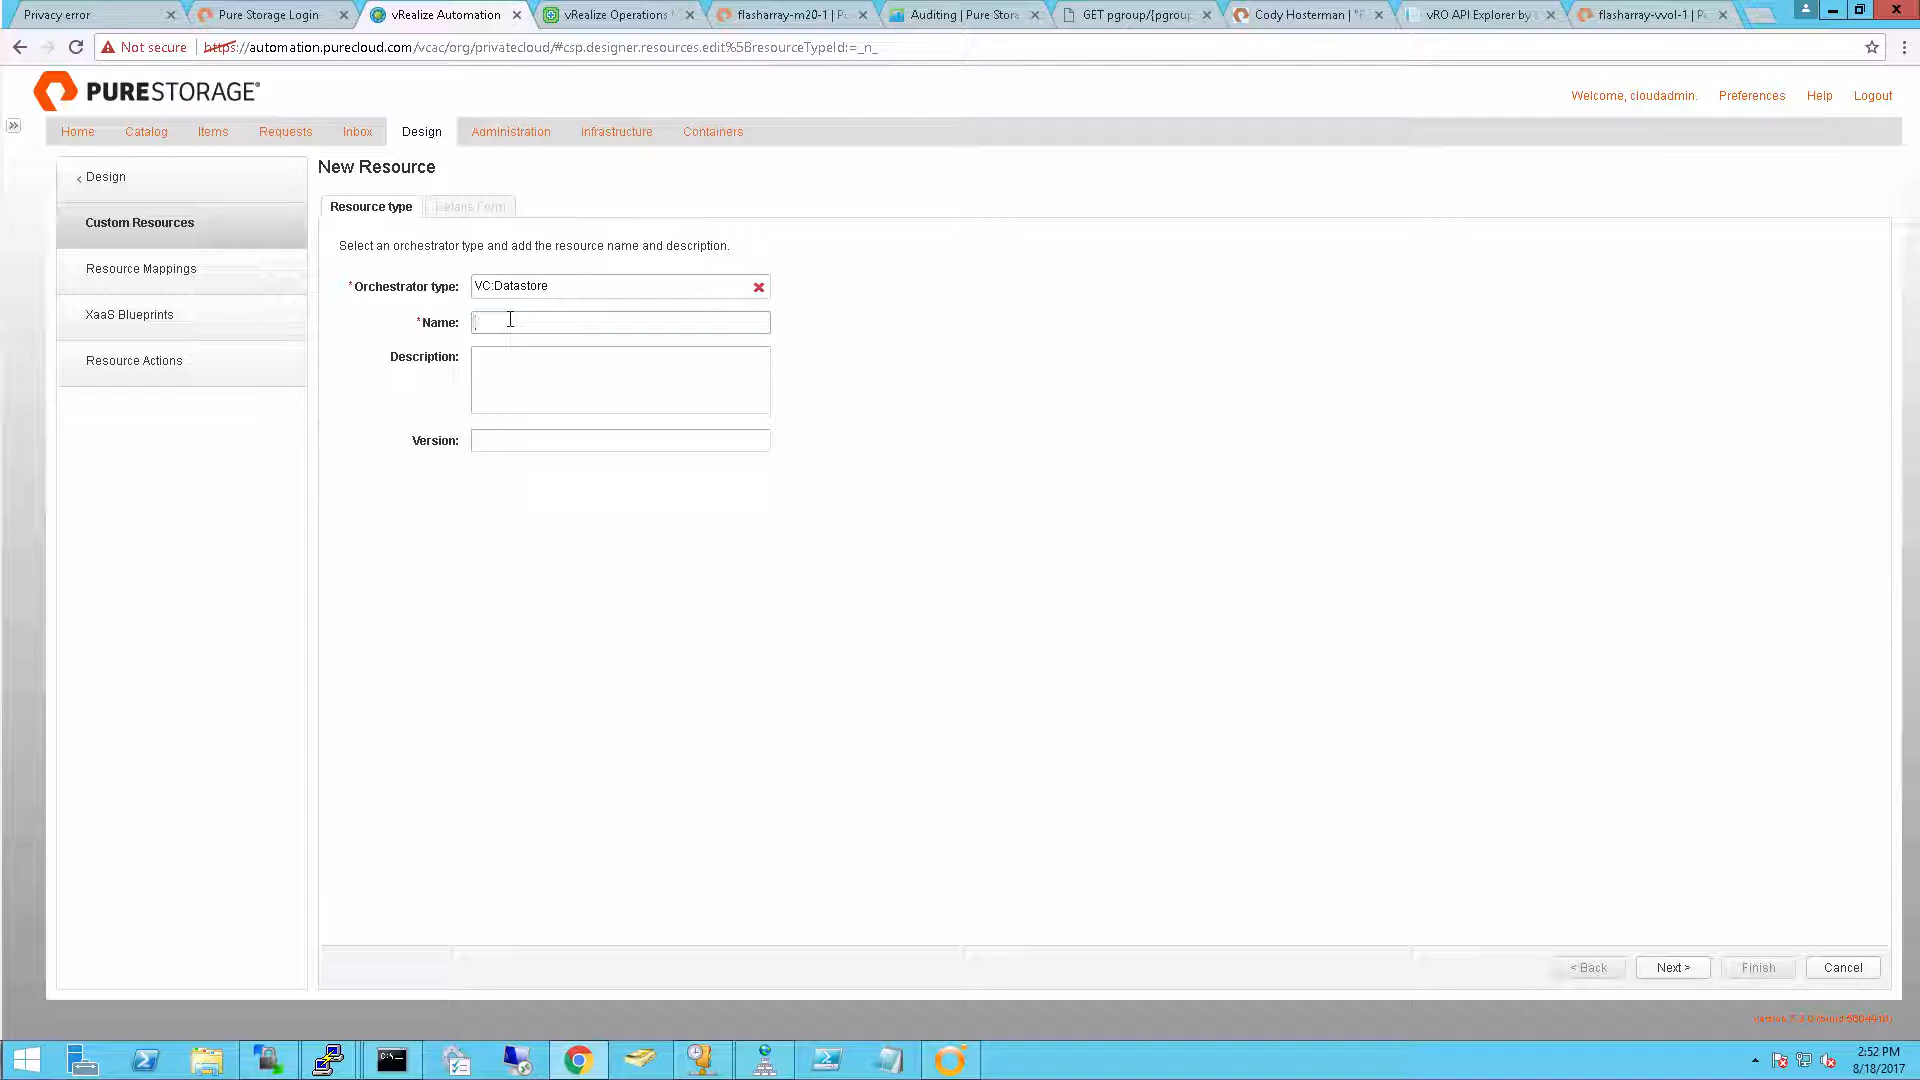 Privacy error
Pure Storage Login
vRealize Automation
vRealize Operations
flasharray-m20-1 | P
Auditing | Pure Stora
GET pgroup/{pgroup
Cody Hosterman | "F
vRO API Explorer by
flasharray-vvol-1 | P
Not secure
https://automation.purecloud.com/vcac/org/privatecloud/#csp.designer.resources.edit%5BresourceTypeId:=_n_
PURESTORAGE®
Welcome, cloudadmin.
Preferences
Help
Logout
Home
Catalog
Items
Requests
Inbox
Design
Administration
Infrastructure
Containers
< Design
Custom Resources
Resource Mappings
XaaS Blueprints
Resource Actions
New Resource
Resource type
Details Form
Select an orchestrator type and add the resource name and description.
*Orchestrator type:
VC:Datastore
*Name:
Description:
Version:
< Back
Next >
Finish
Cancel
version 7.3.0
2:52 PM
8/18/2017